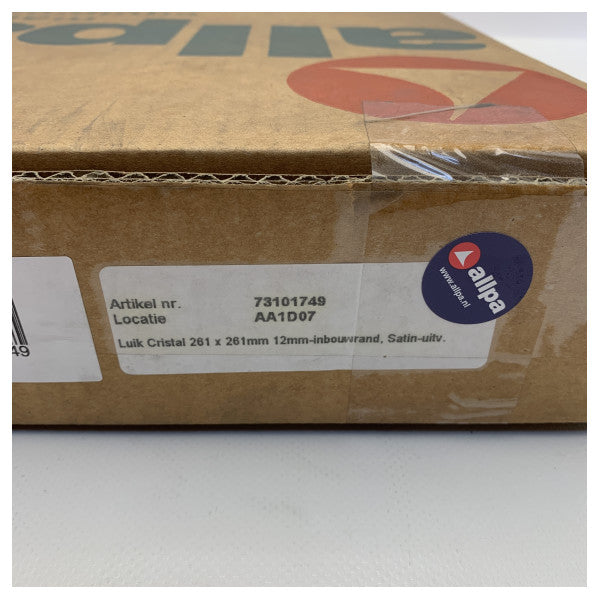 allpa
Artikel nr. 73101749
Locatie AA1D07
Luik Cristal 261 x 261mm 12mm-inbouwrand, Satin-uitv.
allpa
www.allpa.nl
49